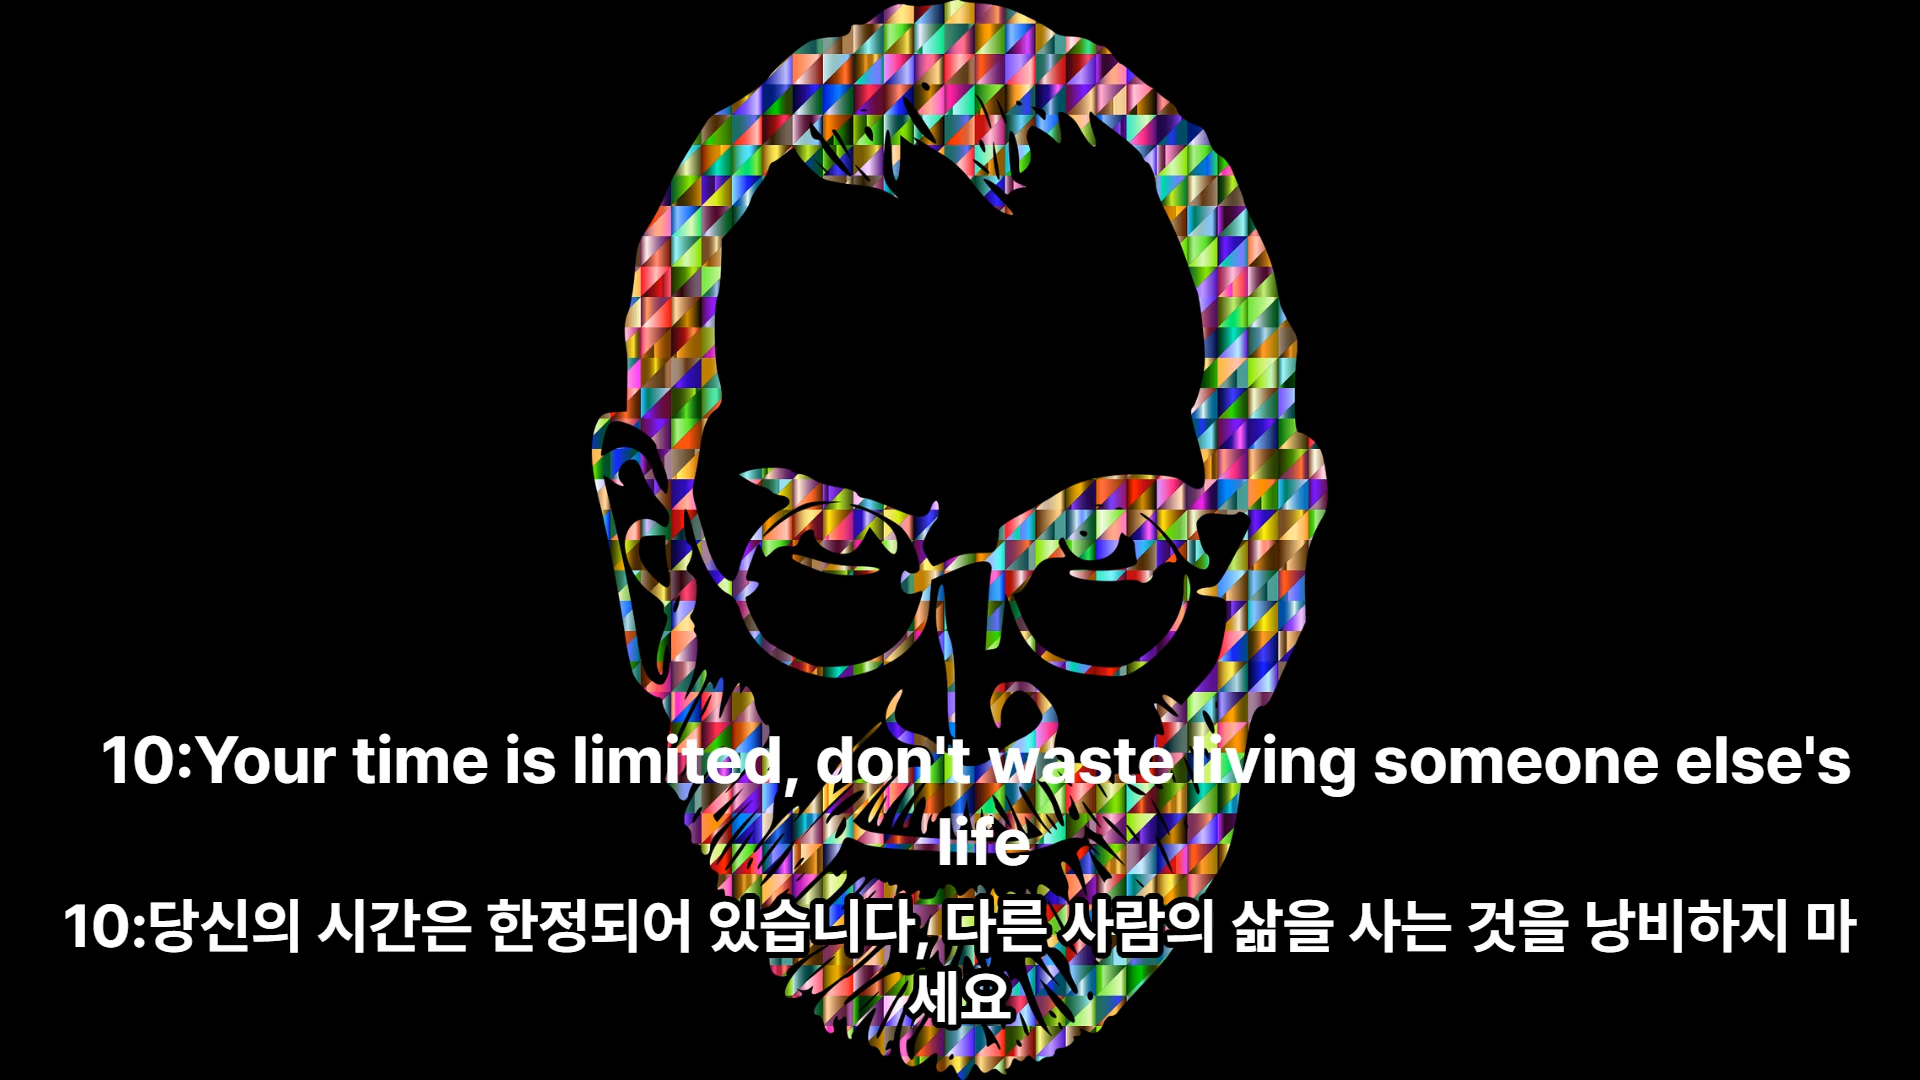 10:Your time is limited, don't waste living someone else's
life
10:당신의 시간은 한정되어 있습니다, 다른 사람의 삶을 사는 것을 낭비하지 마
세요